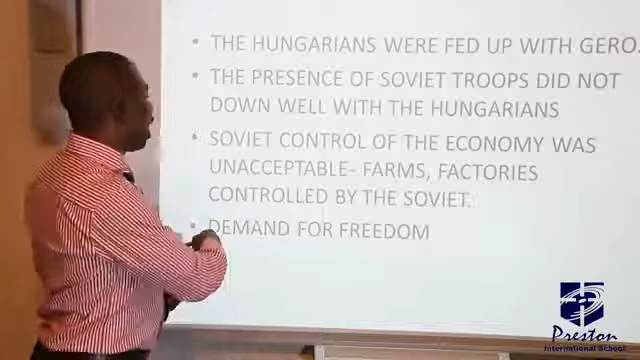 • THE HUNGARIANS WERE FED UP WITH GERO.
• THE PRESENCE OF SOVIET TROOPS DID NOT
DOWN WELL WITH THE HUNGARIANS
• SOVIET CONTROL OF THE ECONOMY WAS
UNACCEPTABLE- FARMS, FACTORIES
CONTROLLED BY THE SOVIET.
• DEMAND FOR FREEDOM
Preston
International School